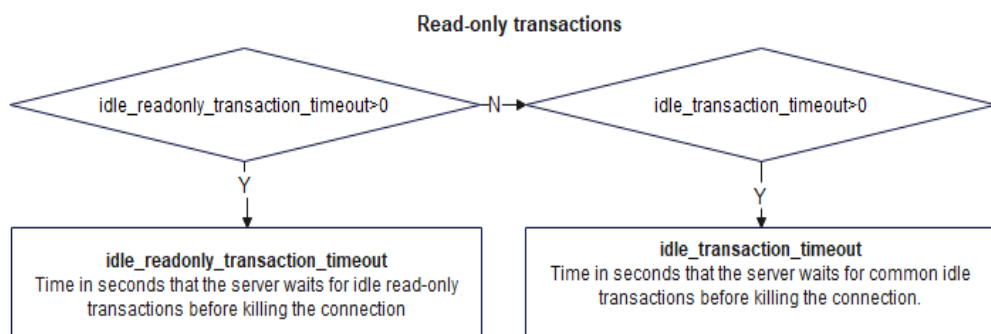 Read-only transactions
idle_readonly_transaction_timeout>0
N
idle_transaction_timeout>0
Y
Y
idle_readonly_transaction_timeout
Time in seconds that the server waits for idle read-only
transactions before killing the connection
idle_transaction_timeout
Time in seconds that the server waits for common idle
transactions before killing the connection.